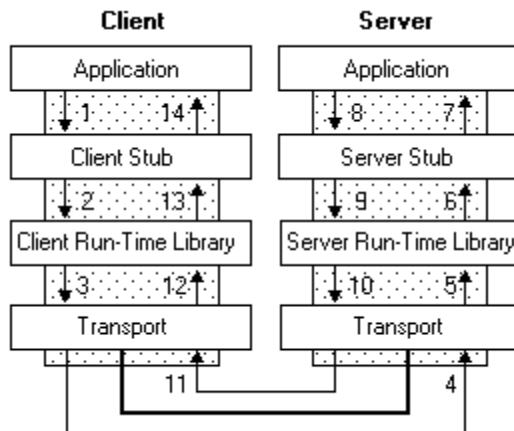 Client Server
Application Application
1 14 8 7
Client Stub Server Stub
2 13 9 6
Client Run-Time Library Server Run-Time Library
3 12 10 5
Transport Transport
11 4